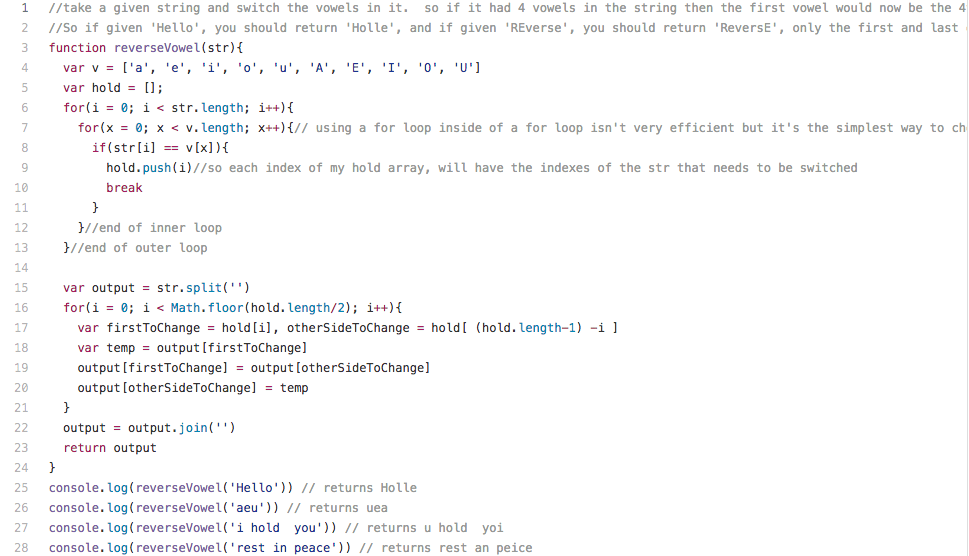 1 //take a given string and switch the vowels in it.  so if it had 4 vowels in the string then the first vowel would now be the 4
2 //So if given 'Hello', you should return 'Holle', and if given 'REverse', you should return 'ReversE', only the first and last
3 function reverseVowel(str){
4   var v = ['a', 'e', 'i', 'o', 'u', 'A', 'E', 'I', 'O', 'U']
5   var hold = [];
6   for(i = 0; i < str.length; i++){
7     for(x = 0; x < v.length; x++){// using a for loop inside of a for loop isn't very efficient but it's the simplest way to ch
8       if(str[i] == v[x]){
9         hold.push(i)//so each index of my hold array, will have the indexes of the str that needs to be switched
10         break
11       }
12     }//end of inner loop
13   }//end of outer loop
14
15   var output = str.split('')
16   for(i = 0; i < Math.floor(hold.length/2); i++){
17     var firstToChange = hold[i], otherSideToChange = hold[ (hold.length-1) -i ]
18     var temp = output[firstToChange]
19     output[firstToChange] = output[otherSideToChange]
20     output[otherSideToChange] = temp
21   }
22   output = output.join('')
23   return output
24 }
25 console.log(reverseVowel('Hello')) // returns Holle
26 console.log(reverseVowel('aeu')) // returns uea
27 console.log(reverseVowel('i hold  you')) // returns u hold  yoi
28 console.log(reverseVowel('rest in peace')) // returns rest an peice